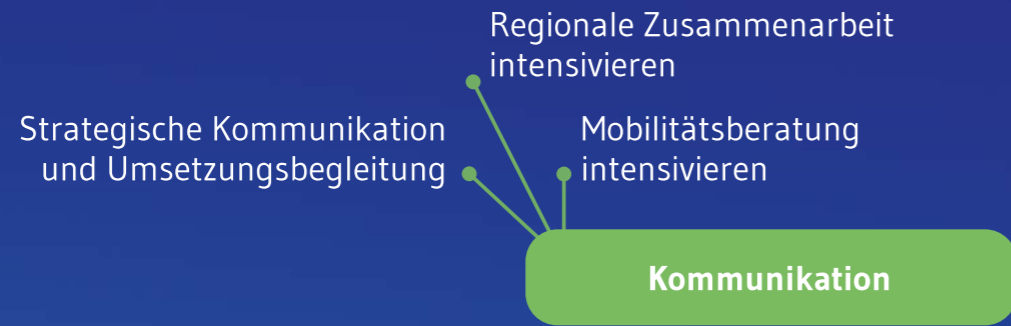 Regionale Zusammenarbeit
intensivieren
Strategische Kommunikation
und Umsetzungsbegleitung
Mobilitätsberatung
intensivieren
Kommunikation